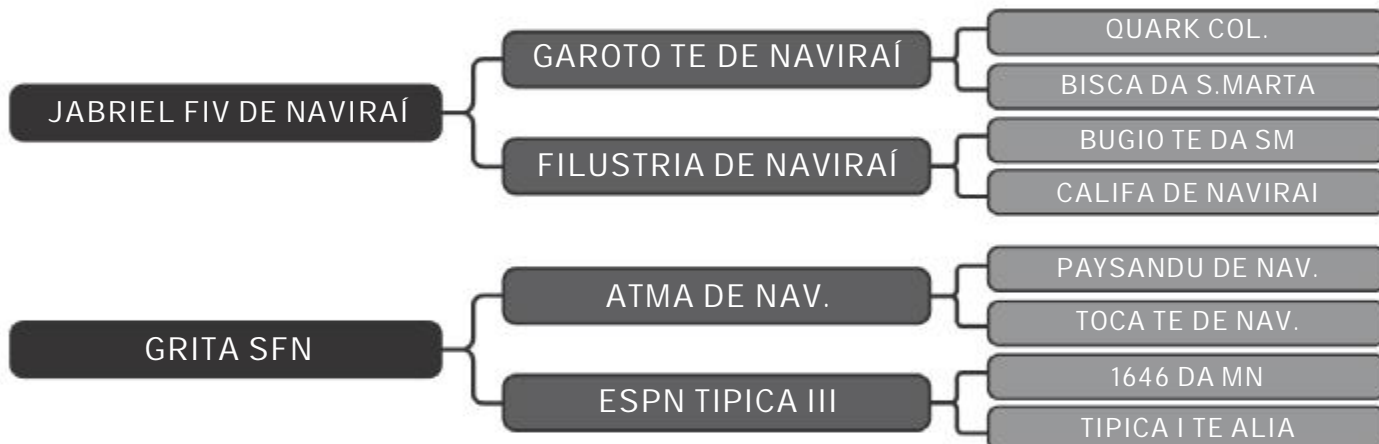 JABRIEL FIV DE NAVIRAÍ
GAROTO TE DE NAVIRAÍ
QUARK COL.
BISCA DA S.MARTA
FILUSTRIA DE NAVIRAÍ
BUGIO TE DA SM
CALIFA DE NAVIRAI
GRITA SFN
ATMA DE NAV.
PAYSANDU DE NAV.
TOCA TE DE NAV.
ESPN TIPICA III
1646 DA MN
TIPICA I TE ALIA